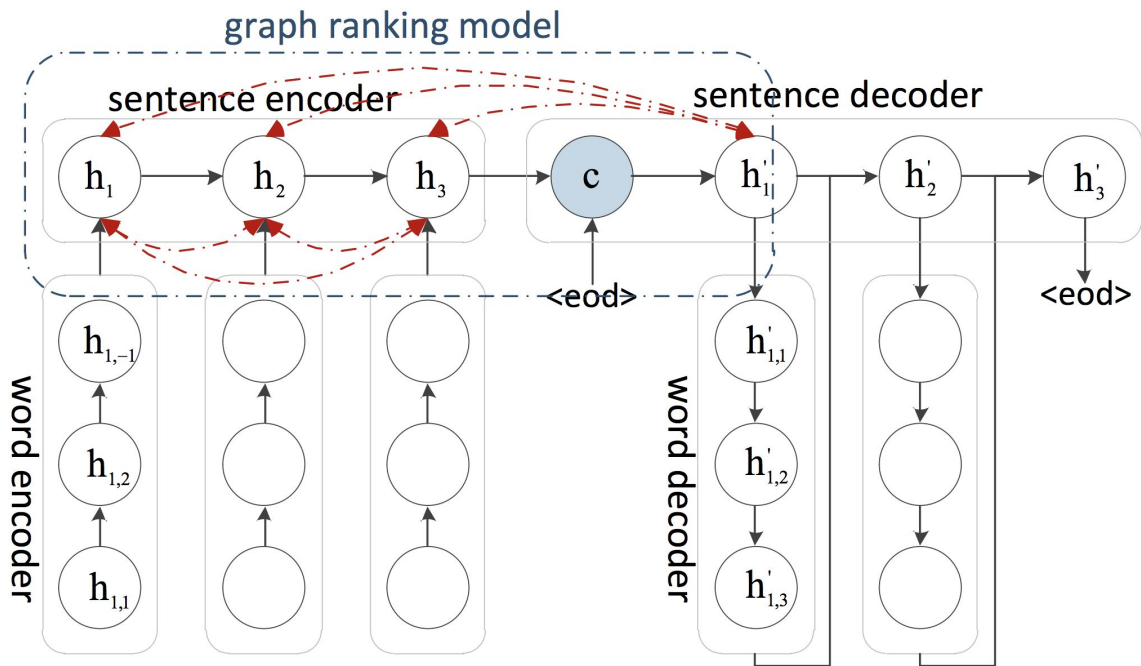 graph ranking model
sentence encoder
sentence decoder
h₁
h₂
h₃
c
h'₁
h'₂
h'₃
<eod>
<eod>
word encoder
h₁,₋₁
h₁,₂
h₁,₁
word decoder
h'₁,₁
h'₁,₂
h'₁,₃